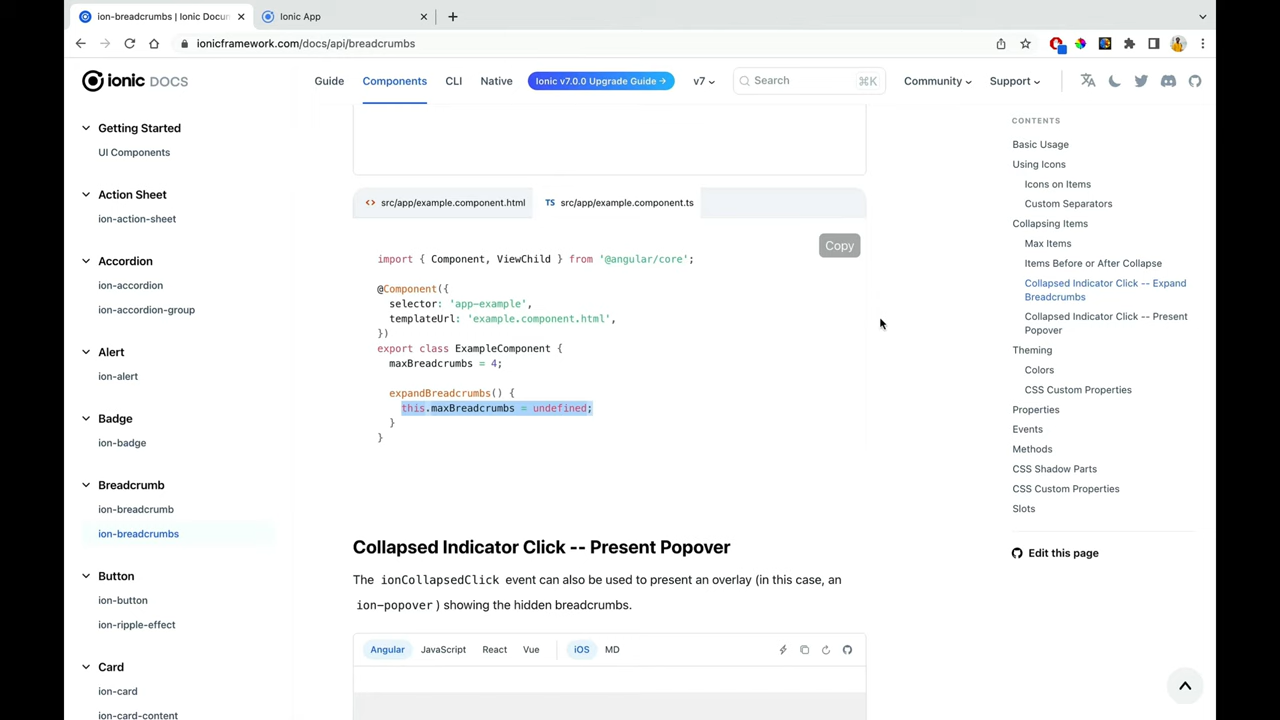 ion-breadcrumbs | Ionic Docun
Ionic App
ionicframework.com/docs/api/breadcrumbs
ionic DOCS
Guide
Components
CLI
Native
Ionic v7.0.0 Upgrade Guide →
v7
Search
⌘K
Community
Support
Getting Started
UI Components
Action Sheet
ion-action-sheet
Accordion
ion-accordion
ion-accordion-group
Alert
ion-alert
Badge
ion-badge
Breadcrumb
ion-breadcrumb
ion-breadcrumbs
Button
ion-button
ion-ripple-effect
Card
ion-card
ion-card-content
<> src/app/example.component.html
TS src/app/example.component.ts
Copy
import { Component, ViewChild } from '@angular/core';
@Component({
selector: 'app-example',
templateUrl: 'example.component.html',
})
export class ExampleComponent {
maxBreadcrumbs = 4;
expandBreadcrumbs() {
this.maxBreadcrumbs = undefined;
}
}
Collapsed Indicator Click -- Present Popover
The ionCollapsedClick event can also be used to present an overlay (in this case, an
ion-popover ) showing the hidden breadcrumbs.
Angular
JavaScript
React
Vue
iOS
MD
CONTENTS
Basic Usage
Using Icons
Icons on Items
Custom Separators
Collapsing Items
Max Items
Items Before or After Collapse
Collapsed Indicator Click -- Expand
Breadcrumbs
Collapsed Indicator Click -- Present
Popover
Theming
Colors
CSS Custom Properties
Properties
Events
Methods
CSS Shadow Parts
CSS Custom Properties
Slots
Edit this page